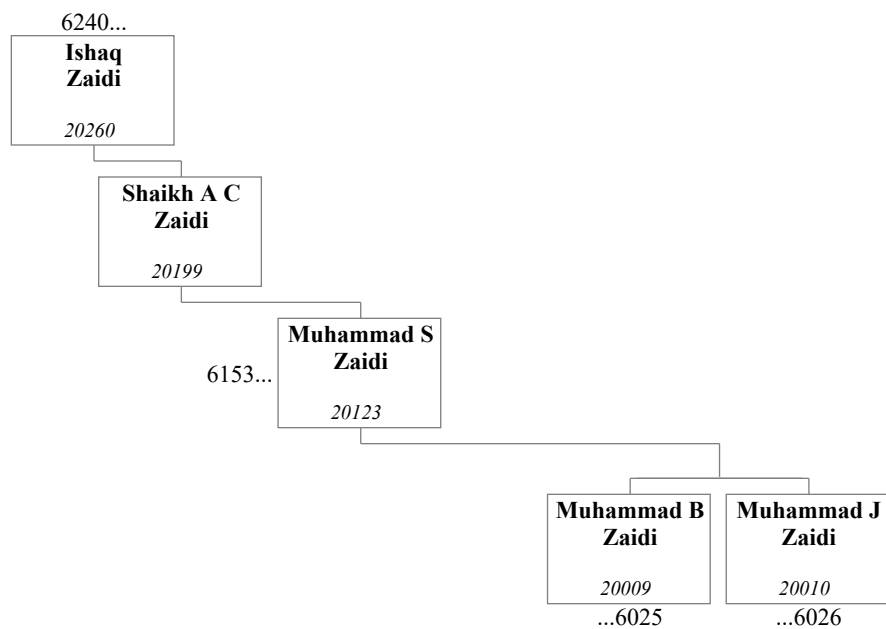 6240...
Ishaq
Zaidi
20260
Shaikh A C
Zaidi
20199
Muhammad S
Zaidi
6153...
20123
Muhammad B
Zaidi
20009
...6025
Muhammad J
Zaidi
20010
...6026